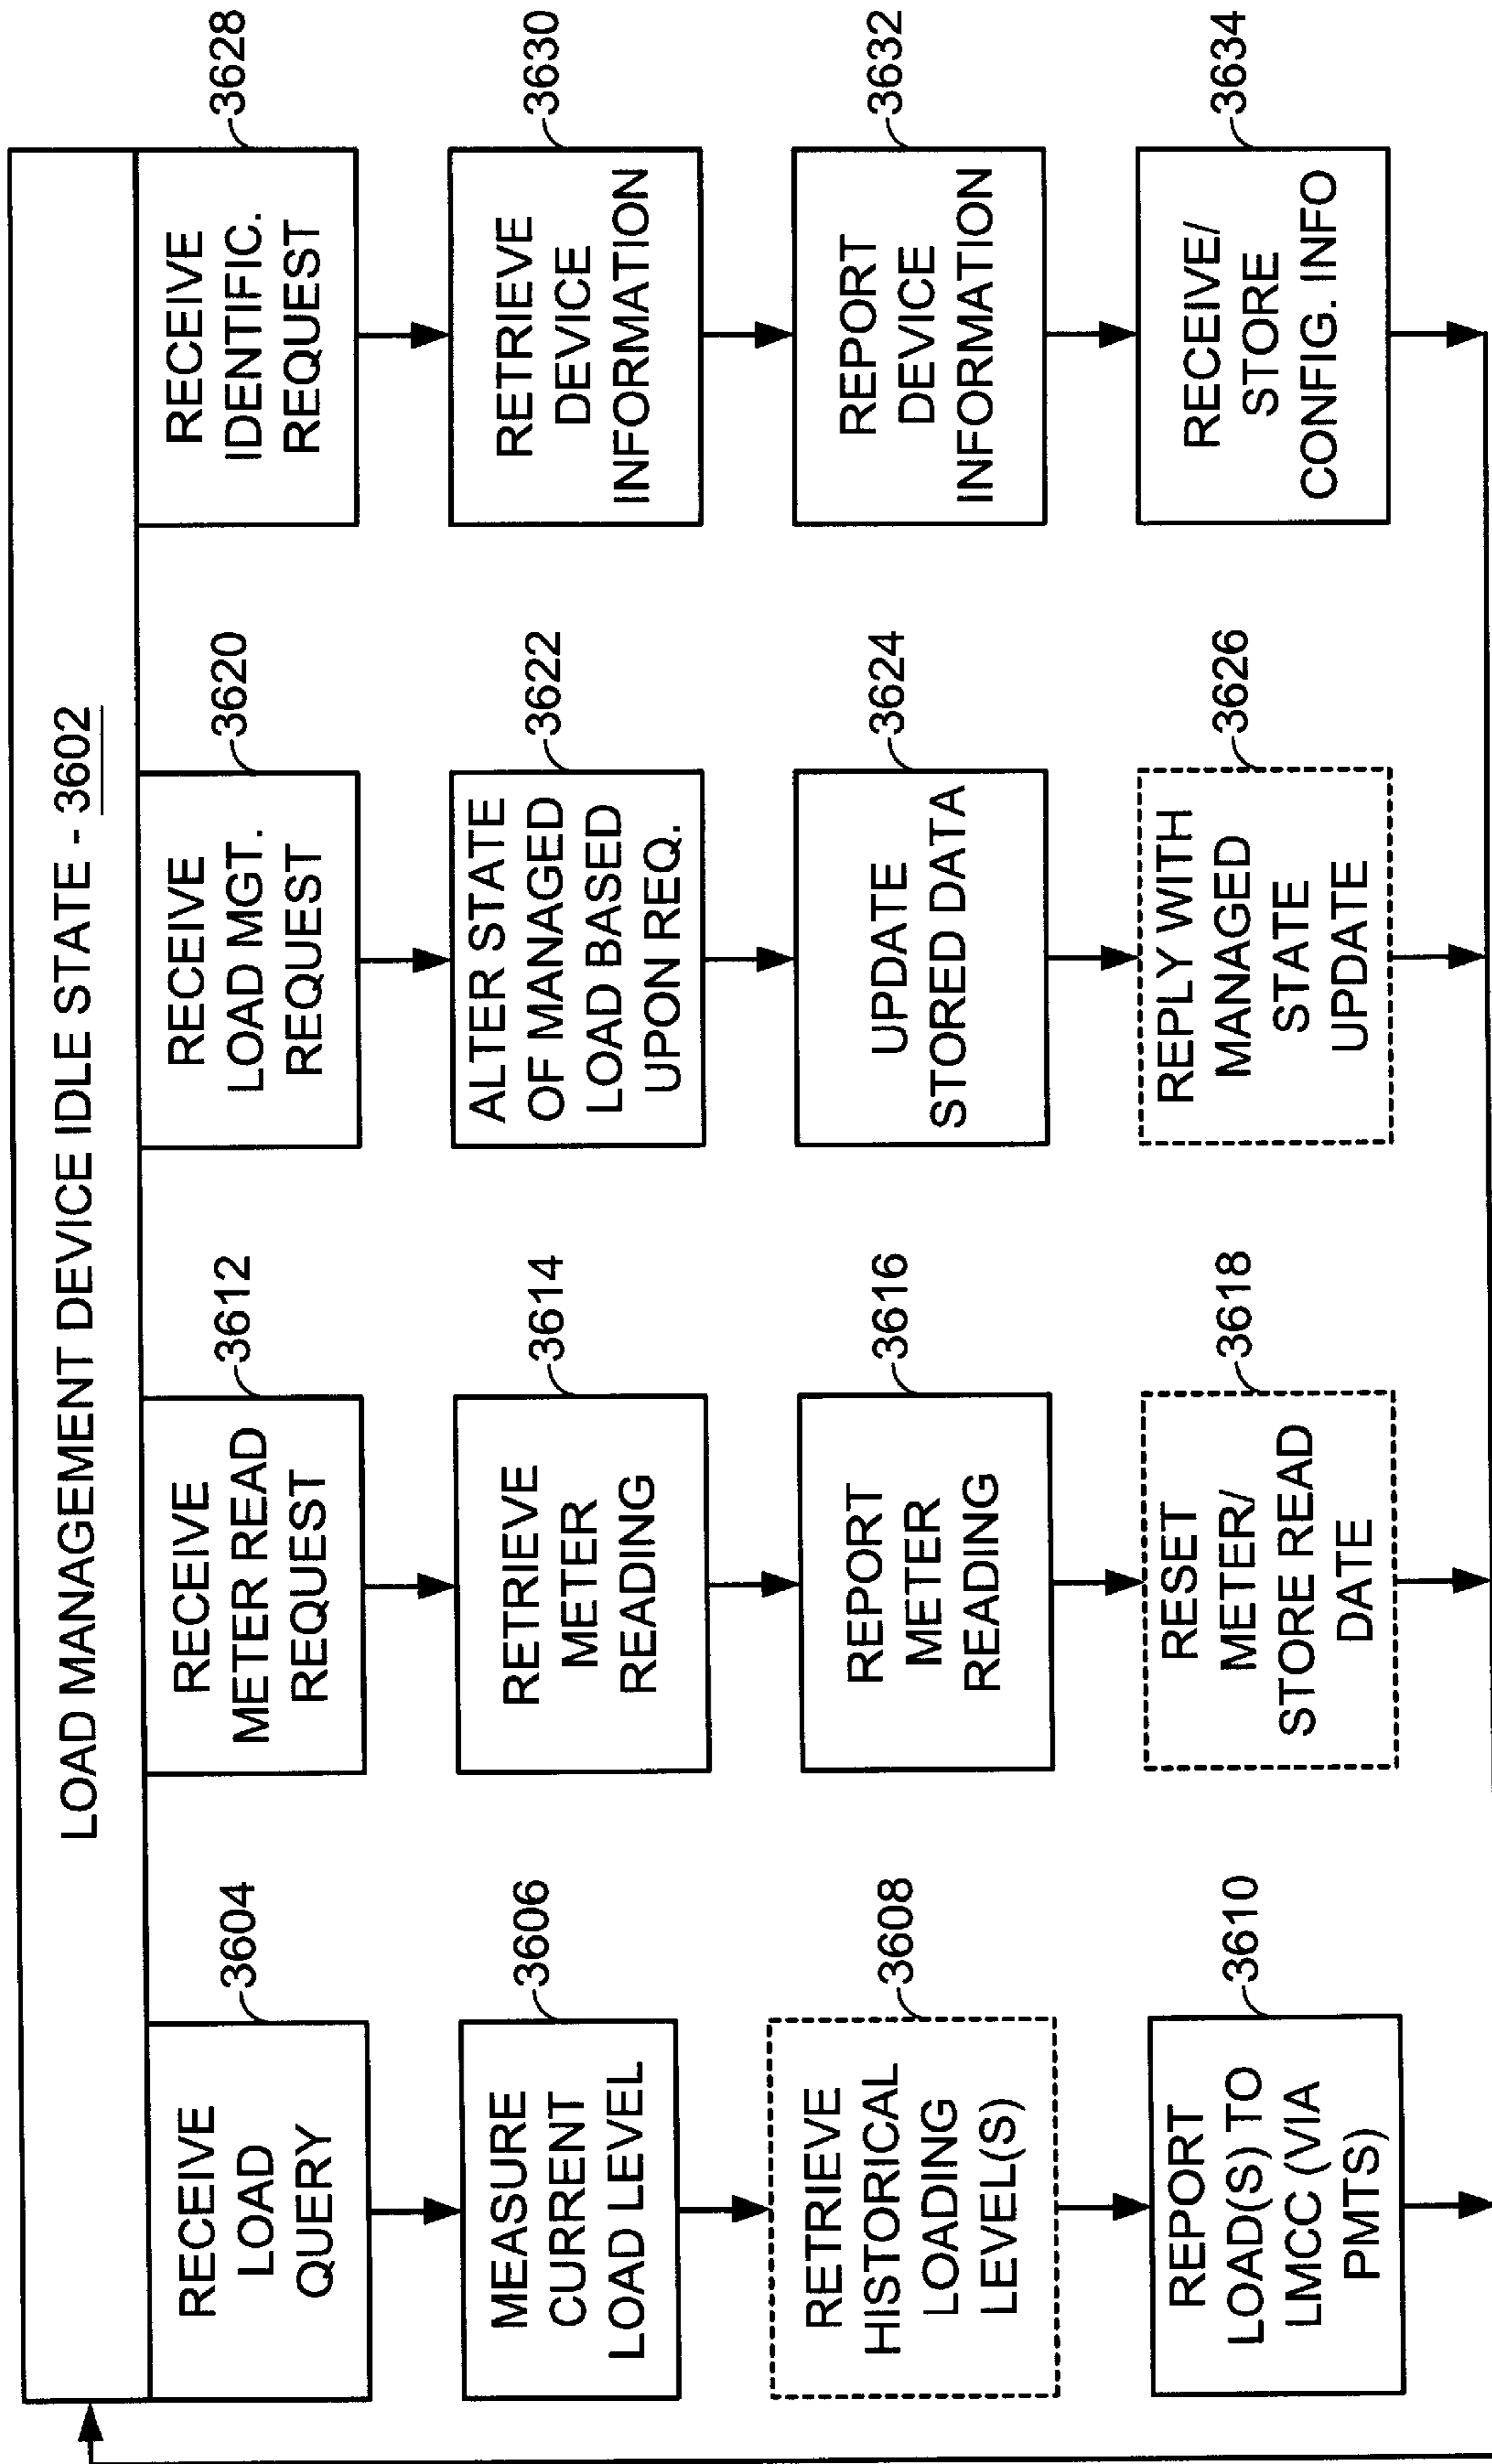 LOAD MANAGEMENT DEVICE IDLE STATE - 3602
RECEIVE
LOAD
QUERY
3604
MEASURE
CURRENT
LOAD LEVEL
3606
RETRIEVE
HISTORICAL
LOADING
LEVEL(S)
3608
REPORT
LOAD(S) TO
LMCC (VIA
PMTS)
3610
RECEIVE
METER READ
REQUEST
3612
RETRIEVE
METER
READING
3614
REPORT
METER
READING
3616
RESET
METER/
STORE READ
DATE
3618
RECEIVE
LOAD MGT.
REQUEST
3620
ALTER STATE
OF MANAGED
LOAD BASED
UPON REQ.
3622
UPDATE
STORED DATA
3624
REPLY WITH
MANAGED
STATE
UPDATE
3626
RECEIVE
IDENTIFIC.
REQUEST
3628
RETRIEVE
DEVICE
INFORMATION
3630
REPORT
DEVICE
INFORMATION
3632
RECEIVE/
STORE
CONFIG. INFO
3634